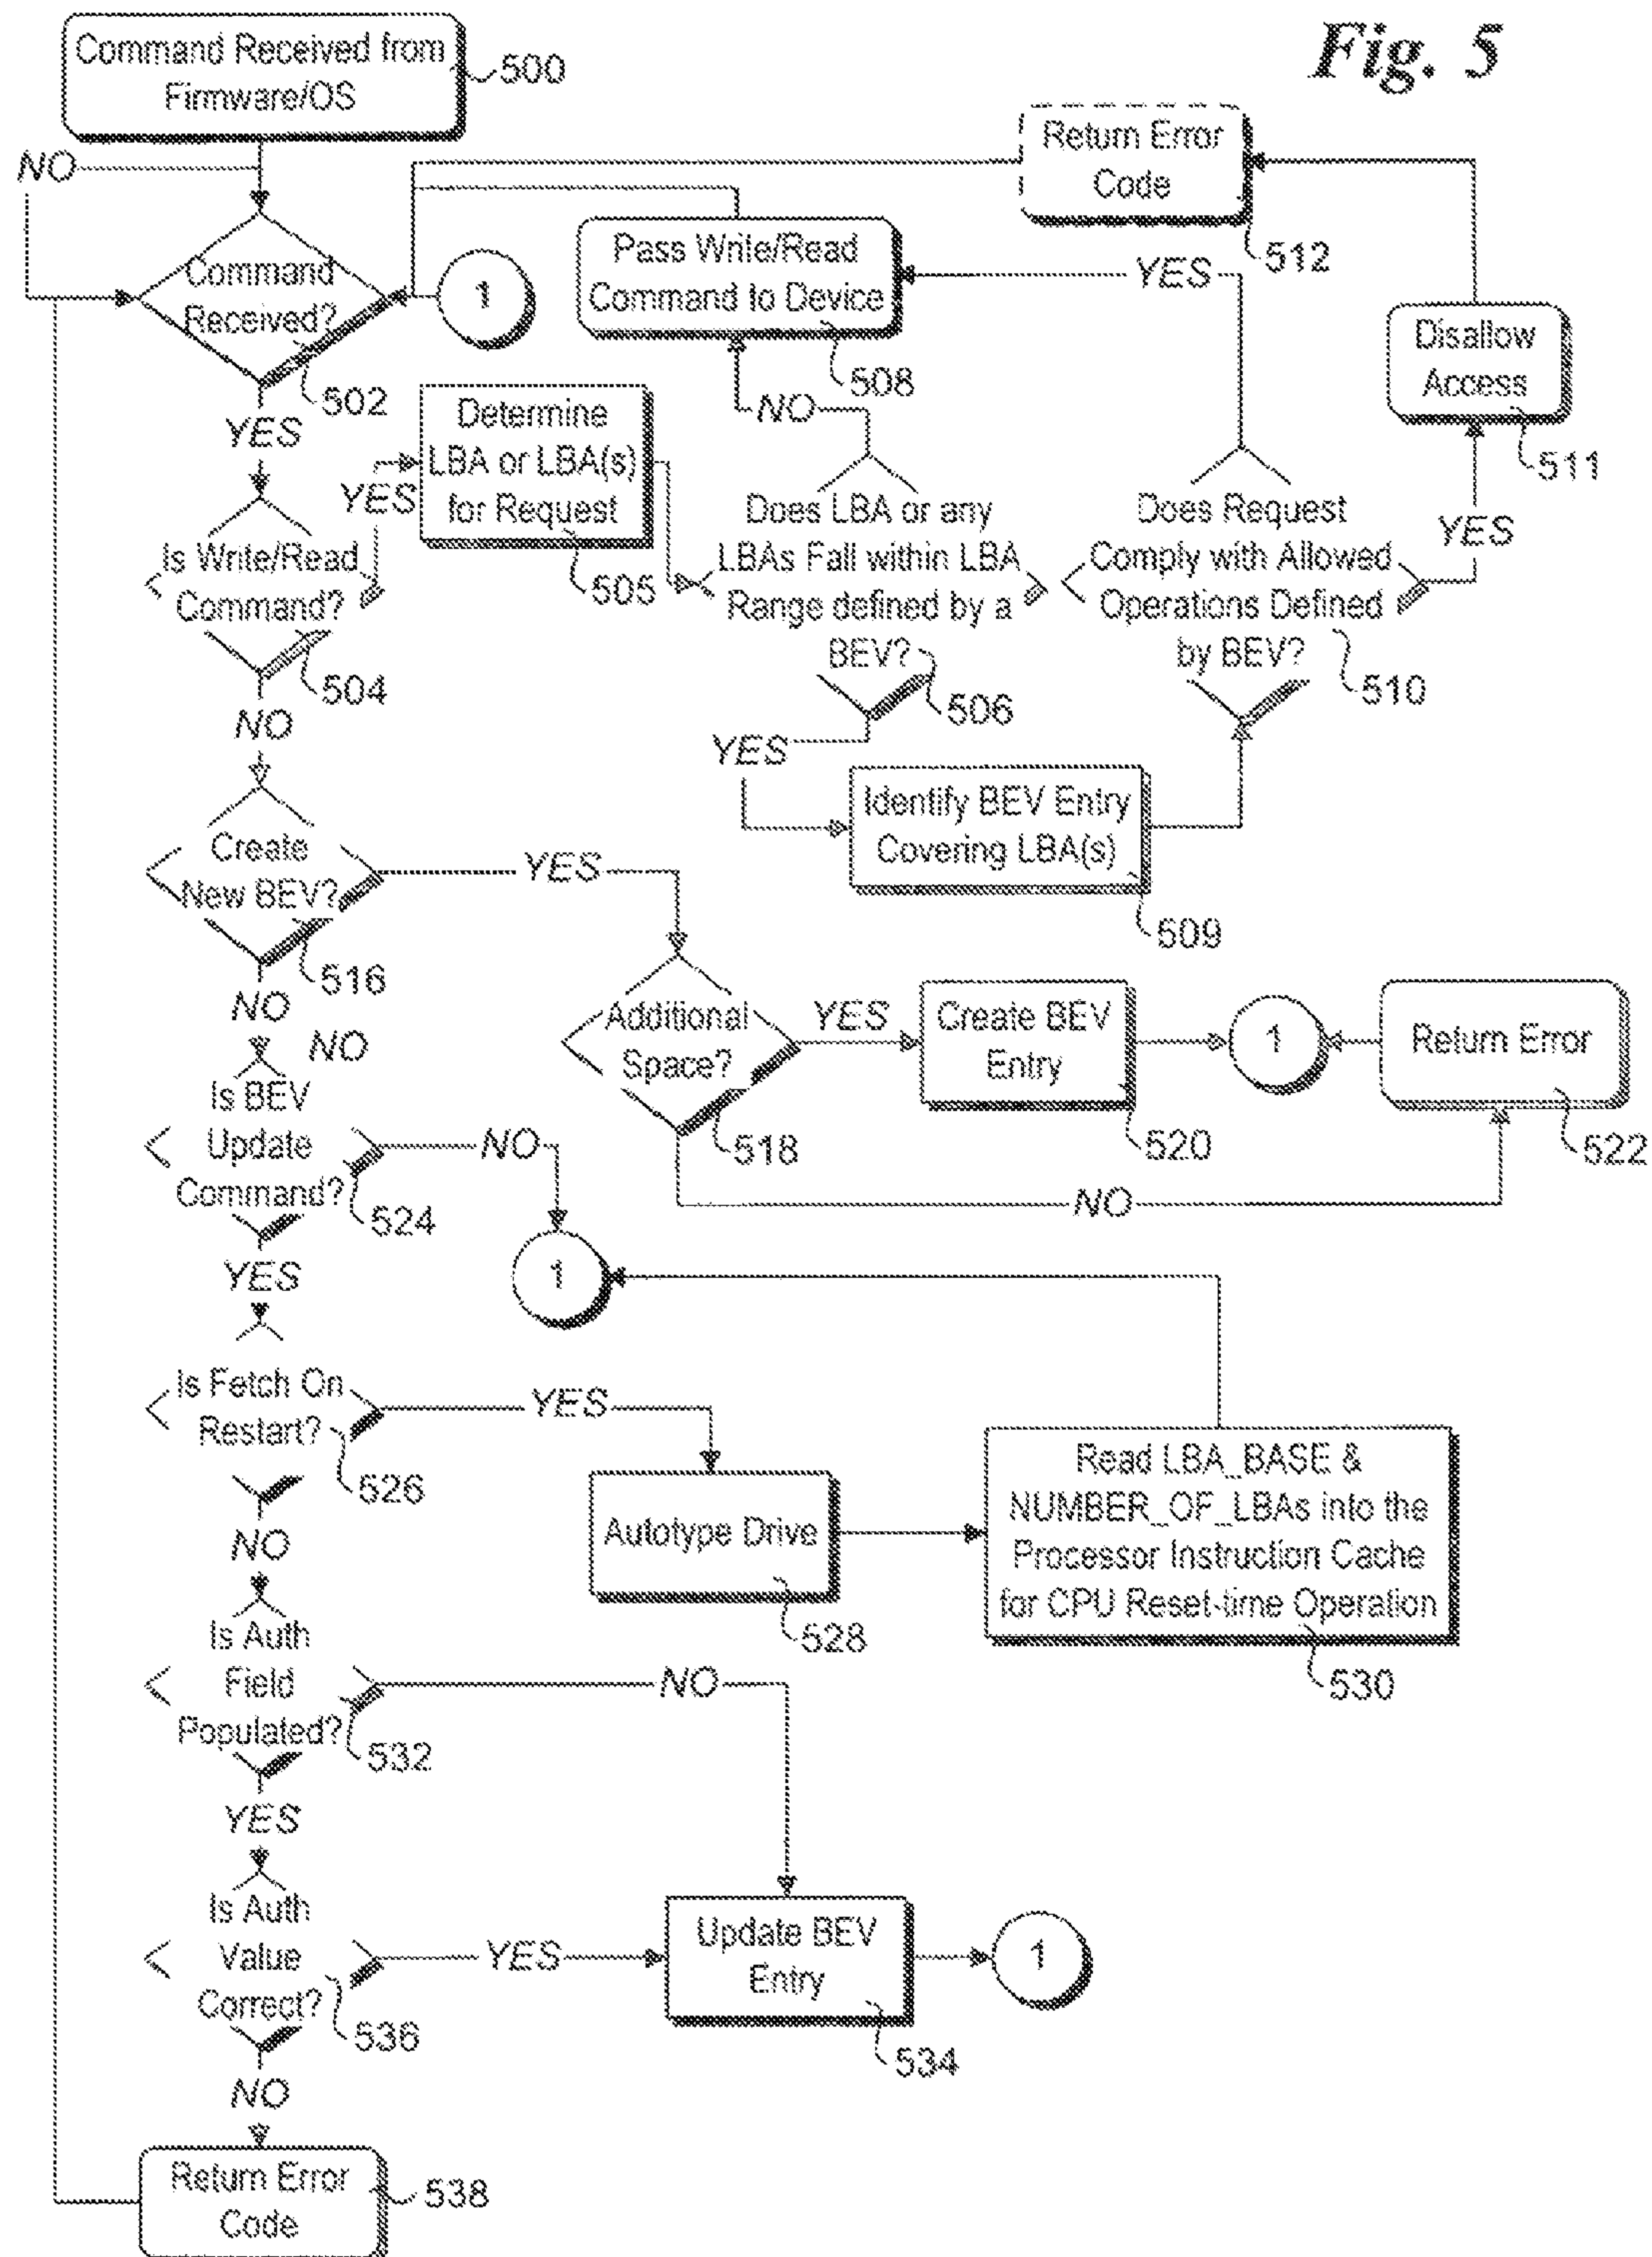 Fig. 5
Command Received from
Firmware/OS
500
NO
Return Error
Code
512
Command
Received?
502
1
Pass Write/Read
Command to Device
508
YES
Disallow
Access
511
YES
Determine
LBA or LBA(s)
for Request
505
NO
YES
Is Write/Read
Command?
504
Does LBA or any
LBAs Fall within LBA
Range defined by a
BEV?
506
Does Request
Comply with Allowed
Operations Defined
by BEV?
510
YES
NO
YES
Identify BEV Entry
Covering LBA(s)
509
Create
New BEV?
516
YES
NO
NO
Additional
Space?
518
YES
Create BEV
Entry
520
1
Return Error
522
NO
Is BEV
Update
Command?
524
NO
1
YES
Is Fetch On
Restart?
526
YES
Autotype Drive
528
Read LBA_BASE &
NUMBER_OF_LBAs into the
Processor Instruction Cache
for CPU Reset-time Operation
530
NO
Is Auth
Field
Populated?
532
NO
YES
Is Auth
Value
Correct?
536
YES
Update BEV
Entry
534
1
NO
Return Error
Code
538